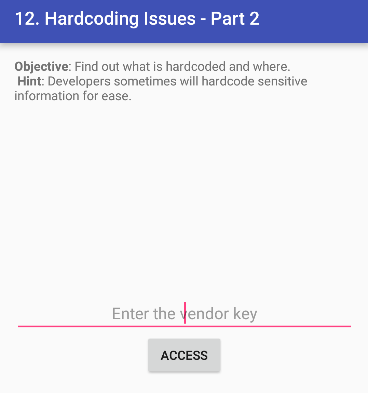 12. Hardcoding Issues - Part 2
Objective: Find out what is hardcoded and where.
Hint: Developers sometimes will hardcode sensitive
information for ease.
Enter the vendor key
ACCESS